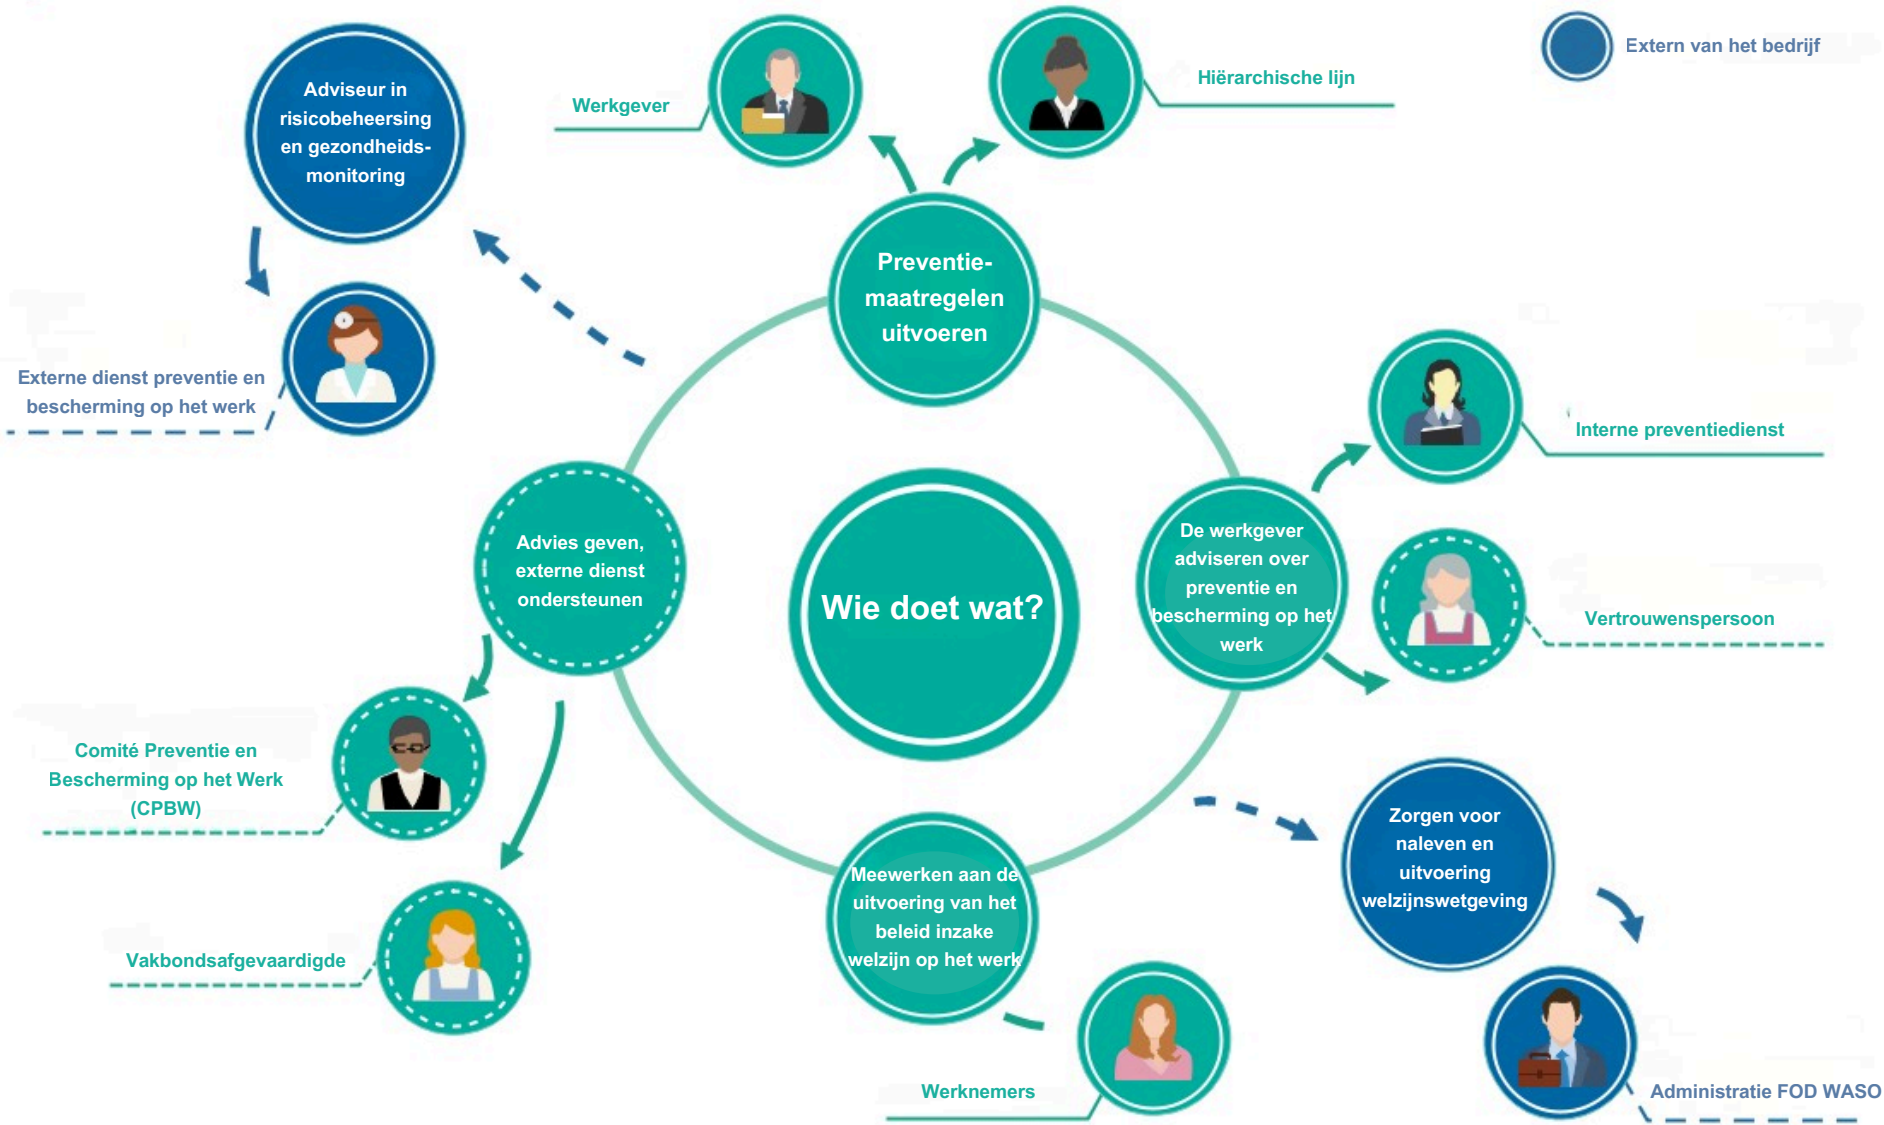 Extern van het bedrijf
Adviseur in
risicobeheersing
en gezondheids-
monitoring
Werkgever
Hiërarchische lijn
Preventie-
maatregelen
uitvoeren
Externe dienst preventie en
bescherming op het werk
Interne preventiedienst
Advies geven,
externe dienst
ondersteunen
Wie doet wat?
De werkgever
adviseren over
preventie en
bescherming op het
werk
Vertrouwenspersoon
Comité Preventie en
Bescherming op het Werk
(CPBW)
Zorgen voor
naleven en
uitvoering
welzijnswetgeving
Meewerken aan de
uitvoering van het
beleid inzake
welzijn op het werk
Vakbondsafgevaardigde
Werknemers
Administratie FOD WASO